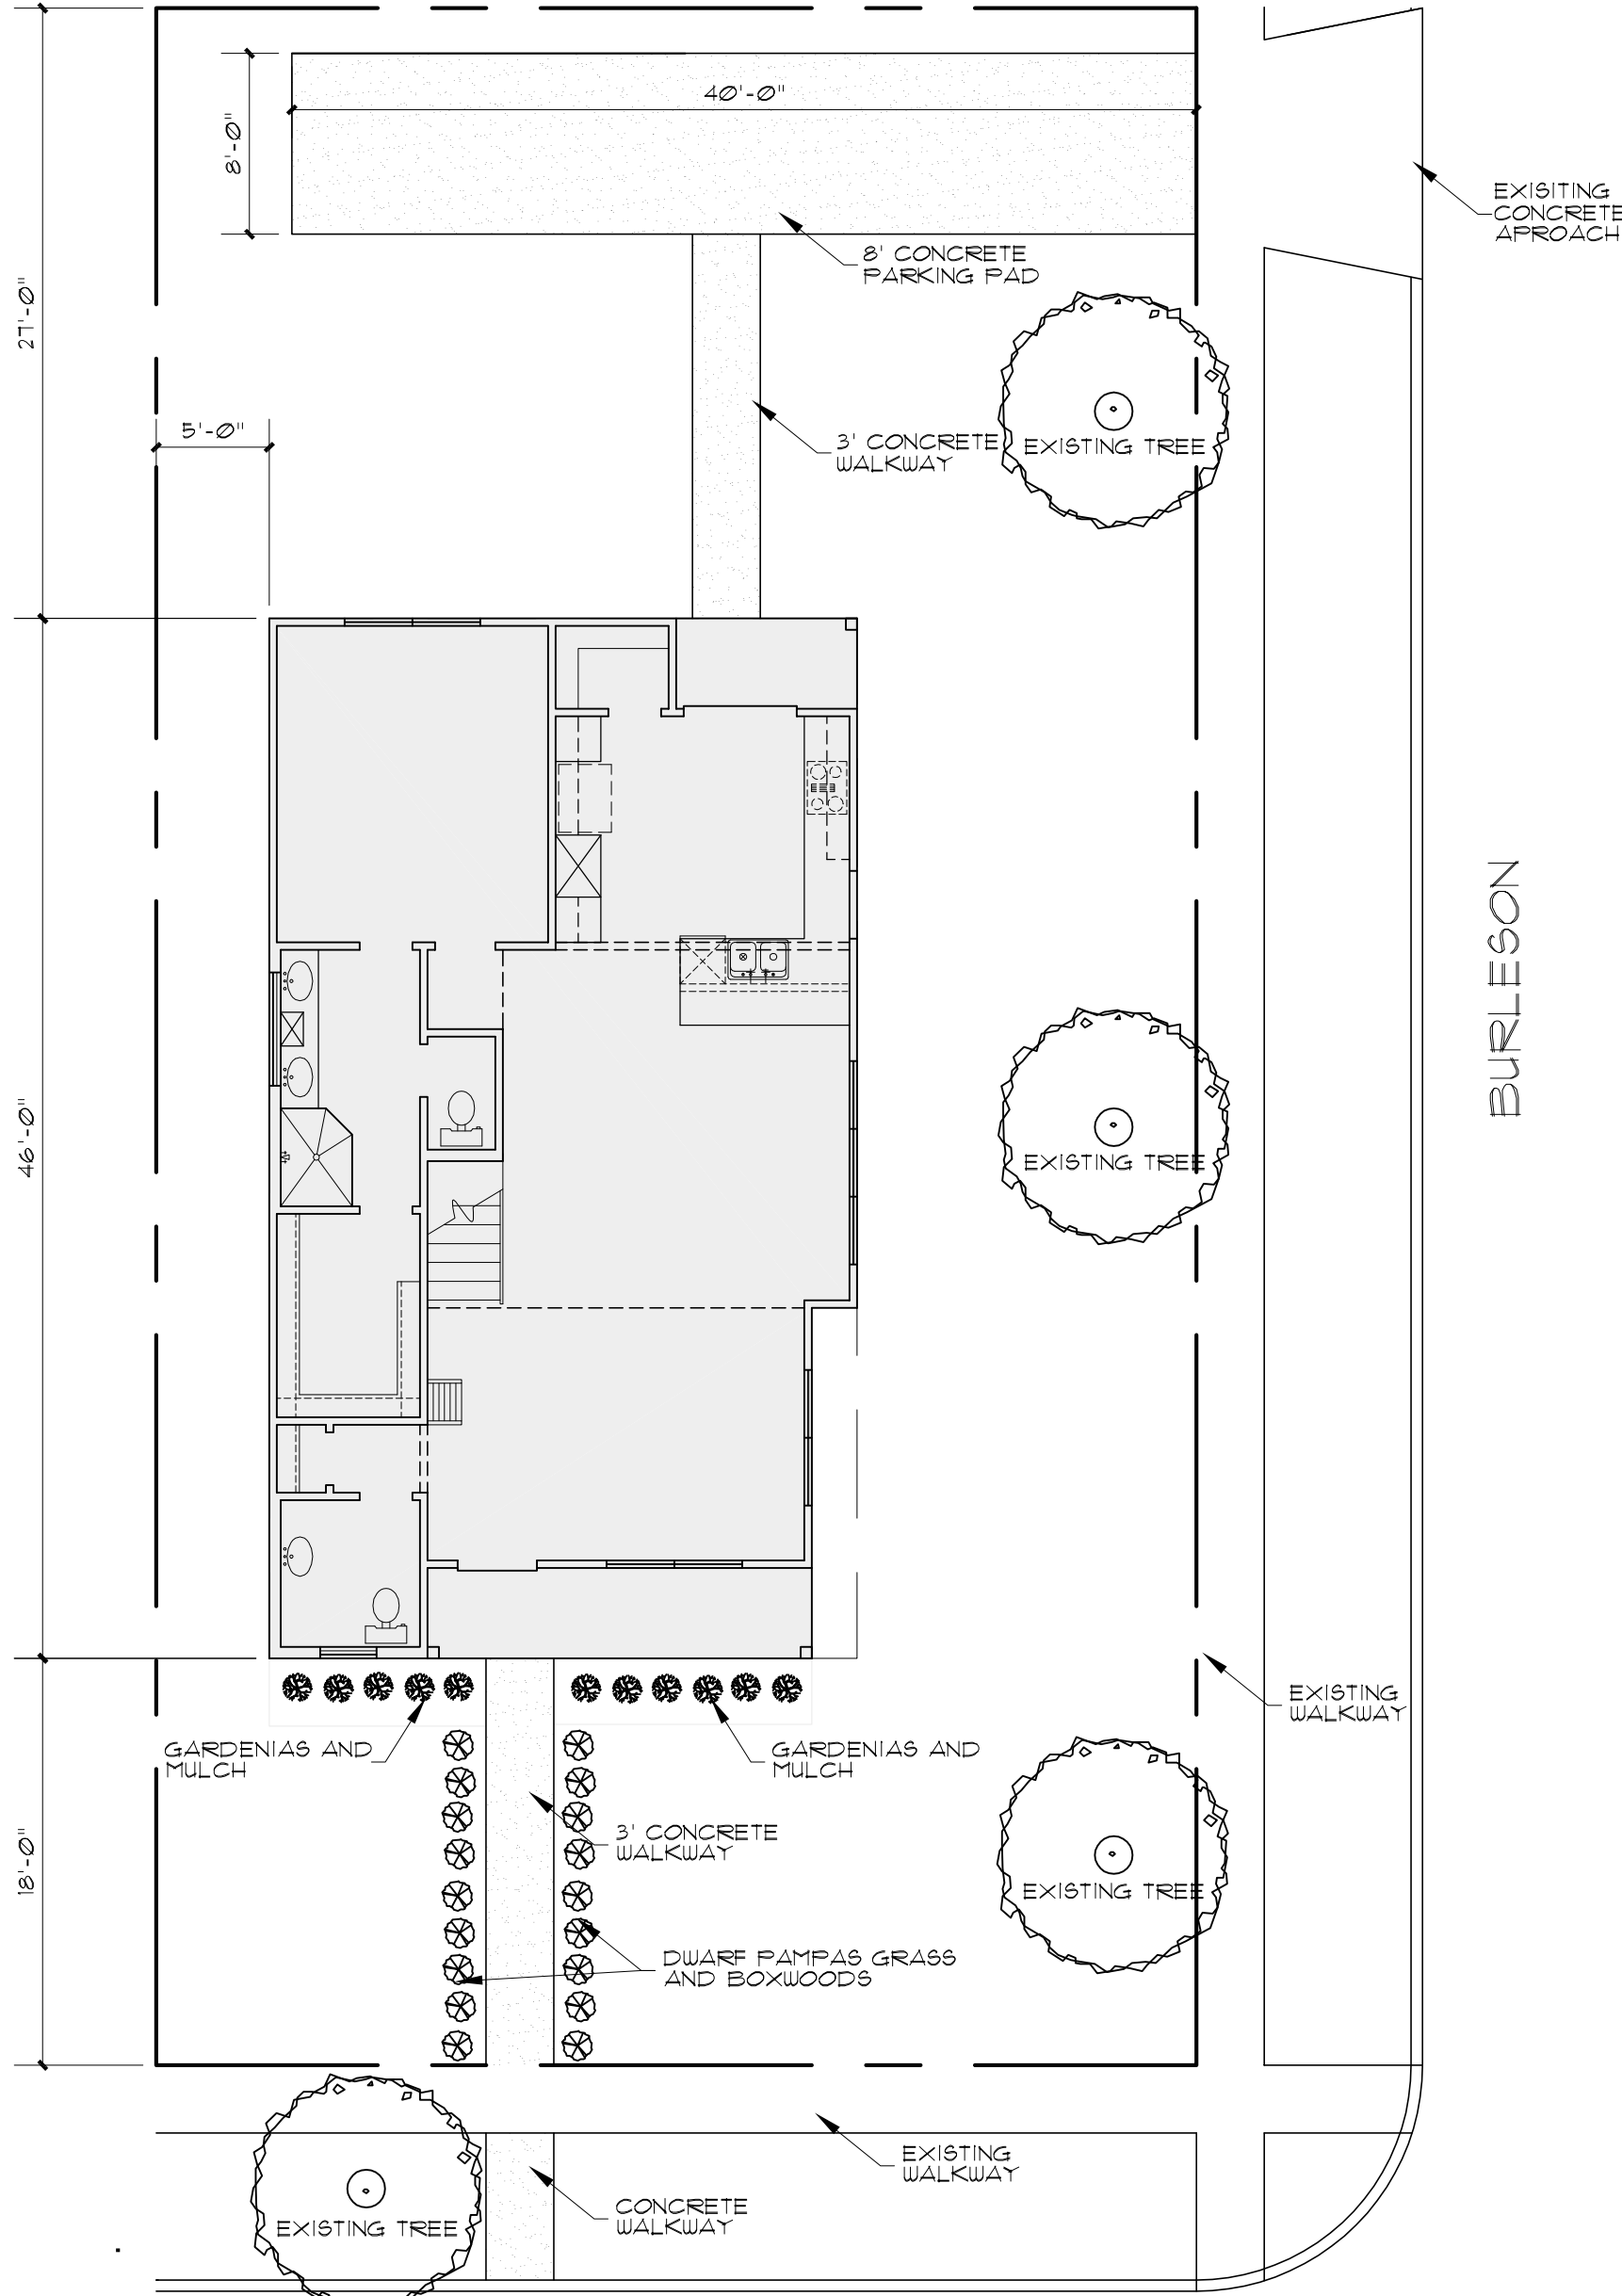 40'-0"
8'-0"
EXISITING
CONCRETE
APROACH
8' CONCRETE
PARKING PAD
27'-0"
5'-0"
3' CONCRETE
WALKWAY
EXISTING TREE
BURLESON
46'-0"
EXISTING TREE
EXISTING
WALKWAY
GARDENIAS AND
MULCH
GARDENIAS AND
MULCH
3' CONCRETE
WALKWAY
18'-0"
EXISTING TREE
DWARF PAMPAS GRASS
AND BOXWOODS
EXISTING
WALKWAY
CONCRETE
WALKWAY
EXISTING TREE